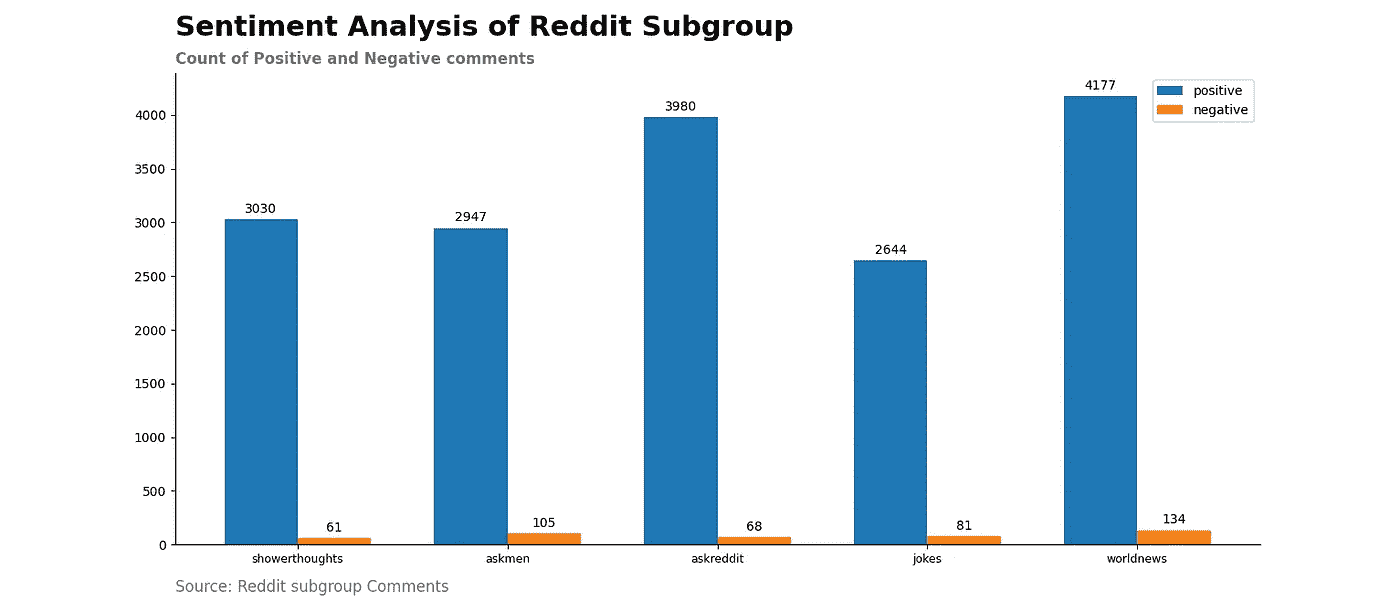 Sentiment Analysis of Reddit Subgroup
Count of Positive and Negative comments
positive
negative
4000
3500
3000
2500
2000
1500
1000
500
0
3030
61
2947
105
3980
68
2644
81
4177
134
showerthoughts
askmen
askreddit
jokes
worldnews
Source: Reddit subgroup Comments